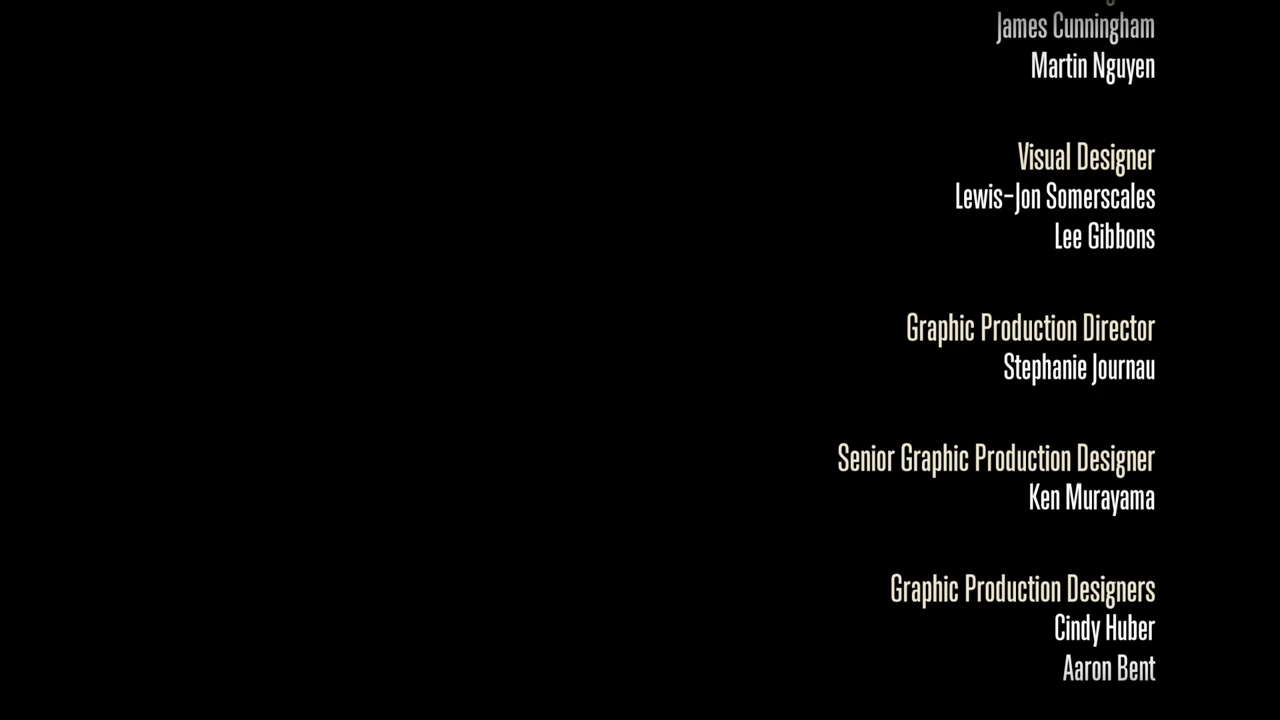 James Cunningham
Martin Nguyen
Visual Designer
Lewis-Jon Somerscales
Lee Gibbons
Graphic Production Director
Stephanie Journau
Senior Graphic Production Designer
Ken Murayama
Graphic Production Designers
Cindy Huber
Aaron Bent